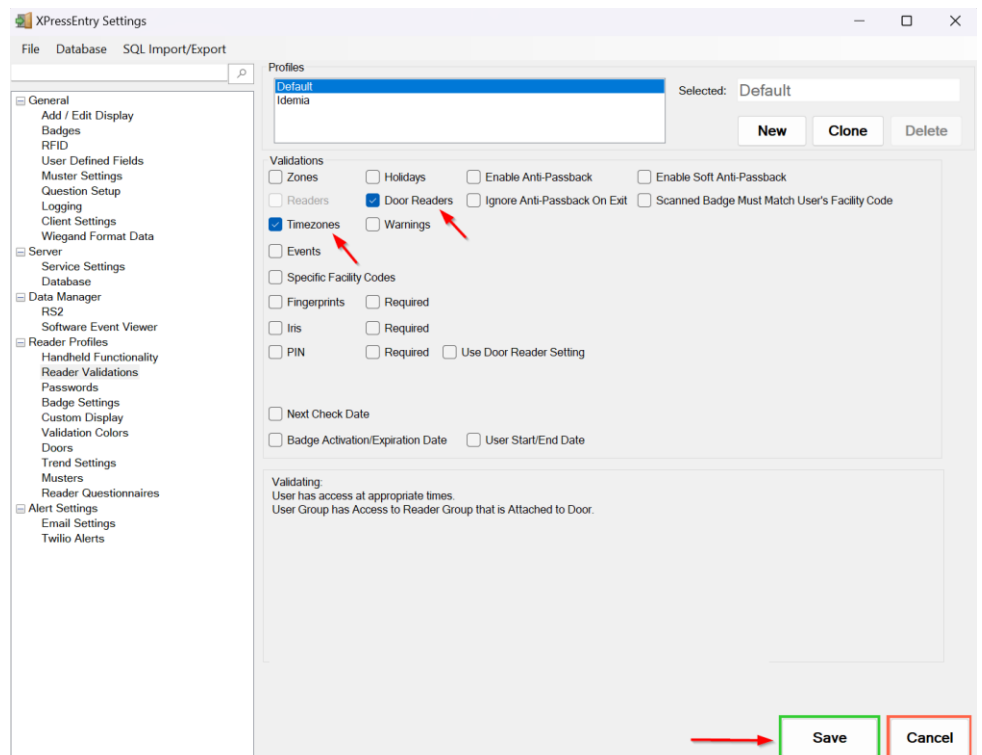 XPressEntry Settings
File Database SQL Import/Export
General
Add / Edit Display
Badges
RFID
User Defined Fields
Muster Settings
Question Setup
Logging
Client Settings
Wiegand Format Data
Server
Service Settings
Database
Data Manager
RS2
Software Event Viewer
Reader Profiles
Handheld Functionality
Reader Validations
Passwords
Badge Settings
Custom Display
Validation Colors
Doors
Trend Settings
Musters
Reader Questionnaires
Alert Settings
Email Settings
Twilio Alerts
Profiles
Default
Idemia
Selected: Default
New Clone Delete
Validations
Zones Holidays Enable Anti-Passback Enable Soft Anti-Passback
Readers Door Readers Ignore Anti-Passback On Exit Scanned Badge Must Match User's Facility Code
Timezones Warnings
Events
Specific Facility Codes
Fingerprints Required
Iris Required
PIN Required Use Door Reader Setting
Next Check Date
Badge Activation/Expiration Date User Start/End Date
Validating:
User has access at appropriate times.
User Group has Access to Reader Group that is Attached to Door.
Save Cancel